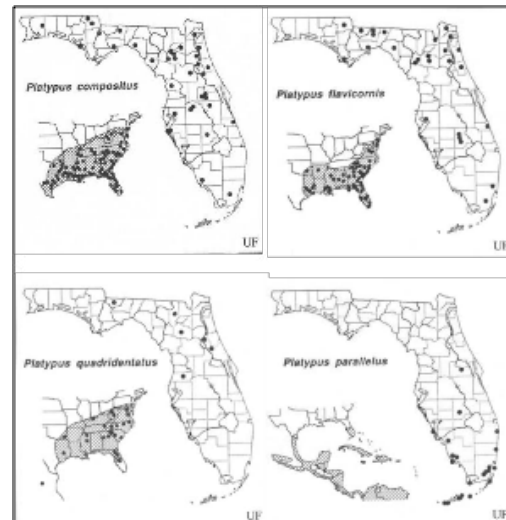 Platypus compositus
UF
Platypus flavicornis
UF
Platypus quadridentatus
UF
Platypus parallelus
UF